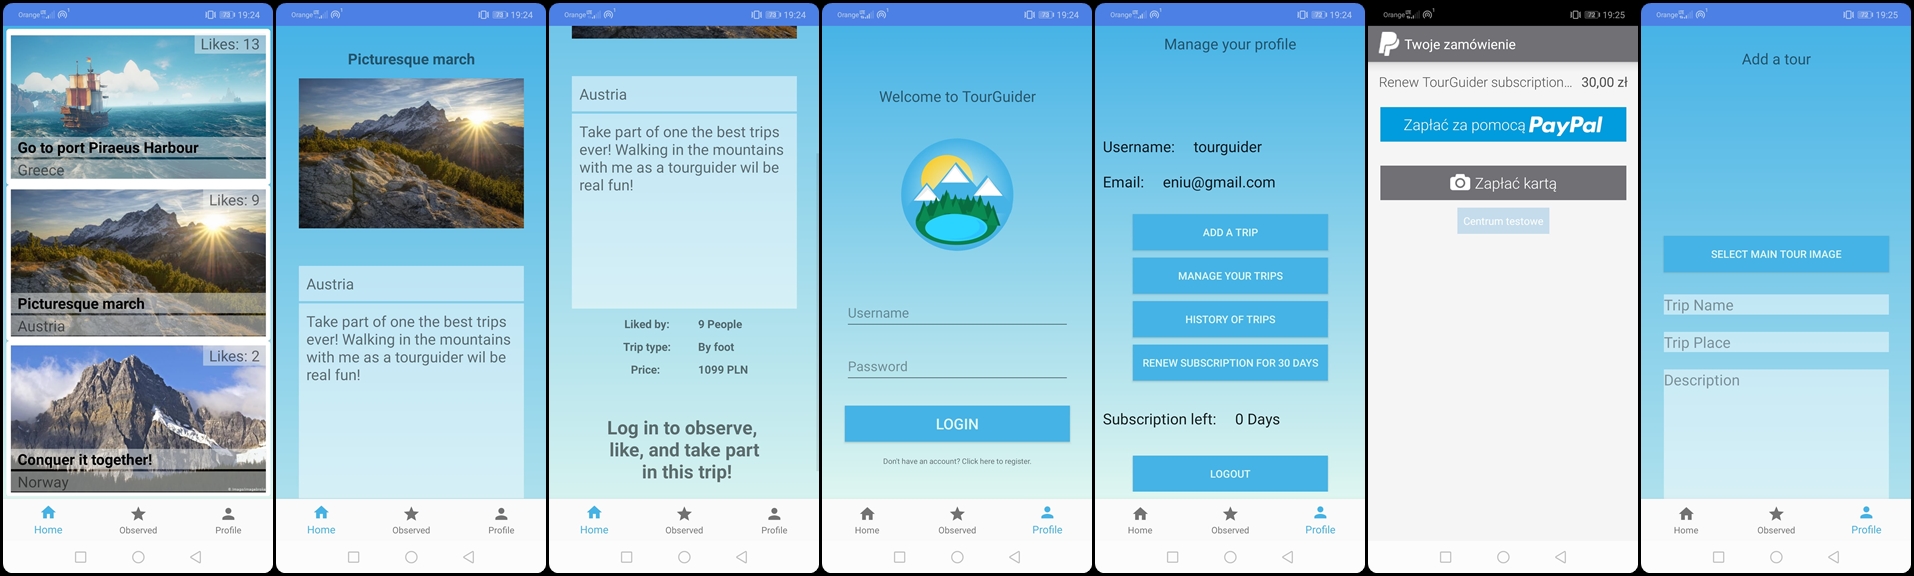 Orange
19:24
Likes: 13
Go to port Piraeus Harbour
Greece
Likes: 9
Picturesque march
Austria
Likes: 2
Conquer it together!
Norway
Home
Observed
Profile
Orange
19:24
Picturesque march
Austria
Take part of one the best trips
ever! Walking in the mountains
with me as a tourguider wil be
real fun!
Home
Observed
Profile
Orange
19:24
Austria
Take part of one the best trips
ever! Walking in the mountains
with me as a tourguider wil be
real fun!
Liked by: 9 People
Trip type: By foot
Price: 1099 PLN
Log in to observe,
like, and take part
in this trip!
Home
Observed
Profile
Orange
19:24
Welcome to TourGuider
Username
Password
LOGIN
Don't have an account? Click here to register.
Home
Observed
Profile
Orange
19:24
Manage your profile
Username: tourguider
Email: eniu@gmail.com
ADD A TRIP
MANAGE YOUR TRIPS
HISTORY OF TRIPS
RENEW SUBSCRIPTION FOR 30 DAYS
Subscription left: 0 Days
LOGOUT
Home
Observed
Profile
Orange
72 19:25
Twoje zamówienie
Renew TourGuider subscription... 30,00 zł
Zapłać za pomocą PayPal
Zapłać kartą
Centrum testowe
Orange
72 19:25
Add a tour
SELECT MAIN TOUR IMAGE
Trip Name
Trip Place
Description
Home
Observed
Profile